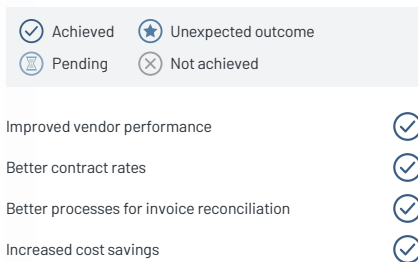 Achieved
Unexpected outcome
Pending
Not achieved
Improved vendor performance
Better contract rates
Better processes for invoice reconciliation
Increased cost savings